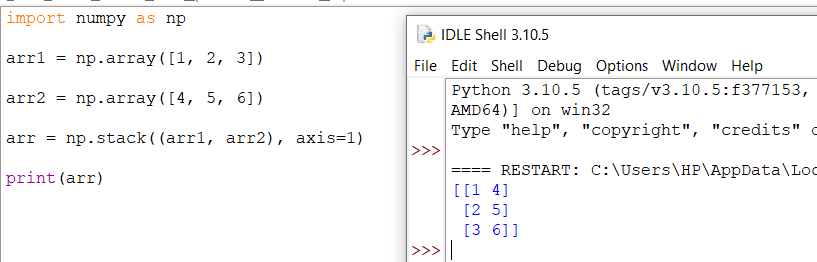 import numpy as np
arr1 = np.array([1, 2, 3])
arr2 = np.array([4, 5, 6])
arr = np.stack((arr1, arr2), axis=1)
print(arr)
IDLE Shell 3.10.5
File Edit Shell Debug Options Window Help
Python 3.10.5 (tags/v3.10.5:f377153,
AMD64)] on win32
Type "help", "copyright", "credits"
>>>
==== RESTART: C:\Users\HP\AppData\Loc
[[1 4]
 [2 5]
 [3 6]]
>>>